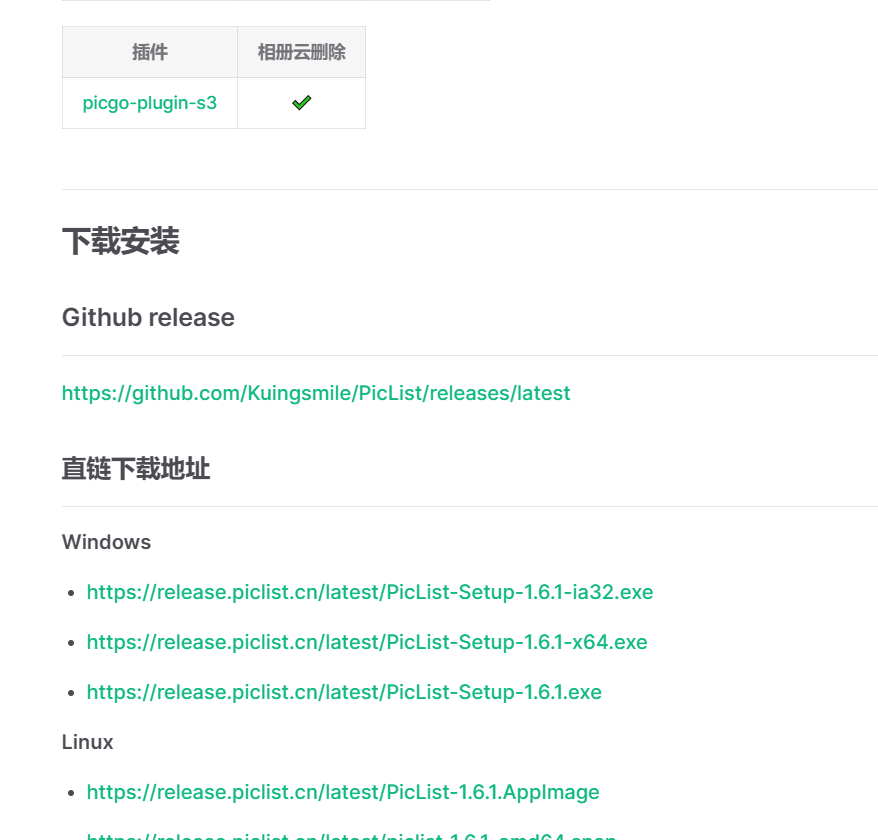 插件 相册云删除
picgo-plugin-s3
下载安装
Github release
https://github.com/Kuingsmile/PicList/releases/latest
直链下载地址
Windows
https://release.piclist.cn/latest/PicList-Setup-1.6.1-ia32.exe
https://release.piclist.cn/latest/PicList-Setup-1.6.1-x64.exe
https://release.piclist.cn/latest/PicList-Setup-1.6.1.exe
Linux
https://release.piclist.cn/latest/PicList-1.6.1.AppImage